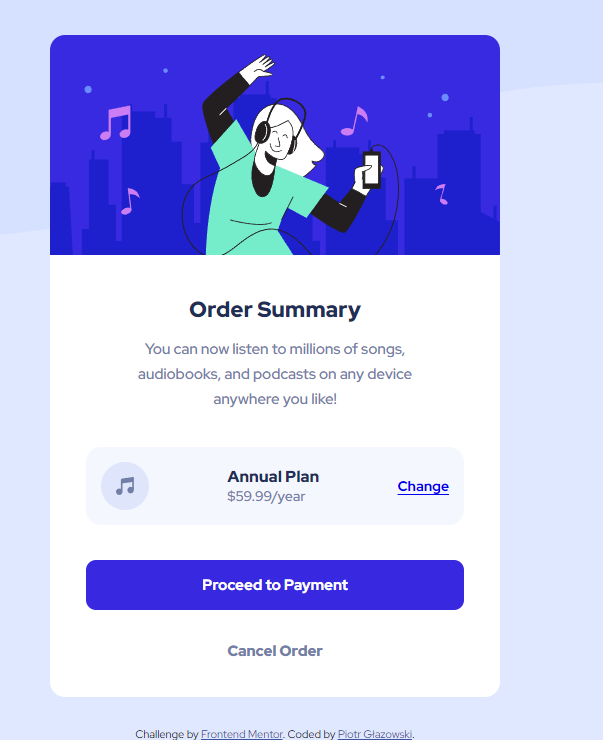 Order Summary
You can now listen to millions of songs,
audiobooks, and podcasts on any device
anywhere you like!
Annual Plan
$59.99/year
Change
Proceed to Payment
Cancel Order
Challenge by Frontend Mentor. Coded by Piotr Głazowski.